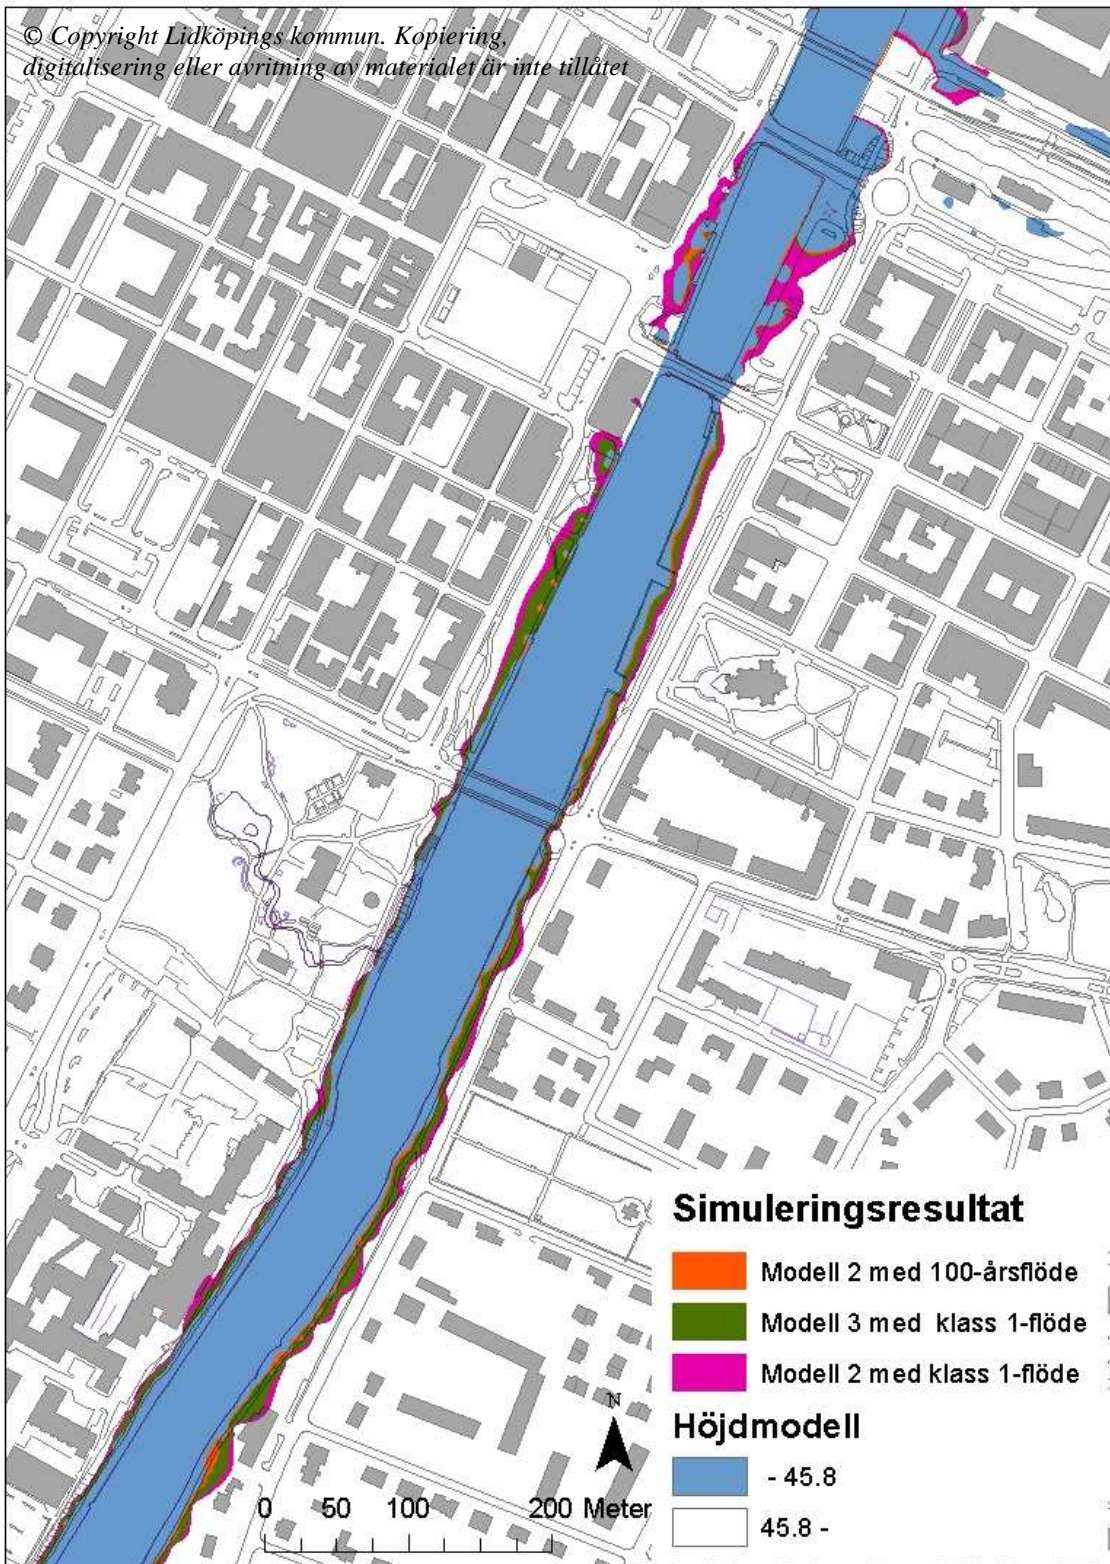 © Copyright Lidköpings kommun. Kopiering,
digitalisering eller avritning av materialet är inte tillåtet
Simuleringsresultat
Modell 2 med 100-årsflöde
Modell 3 med klass 1-flöde
Modell 2 med klass 1-flöde
Höjdmodell
- 45.8
45.8 -
N
0 50 100 200 Meter